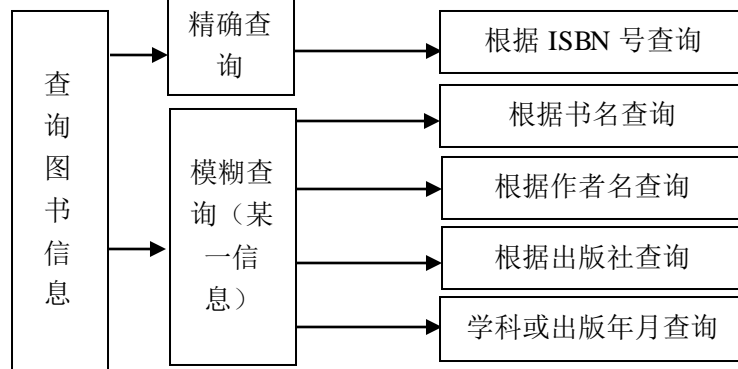 查
询
图
书
信
息
精确查
询
模糊查
询（某
一信
息）
根据 ISBN 号查询
根据书名查询
根据作者名查询
根据出版社查询
学科或出版年月查询